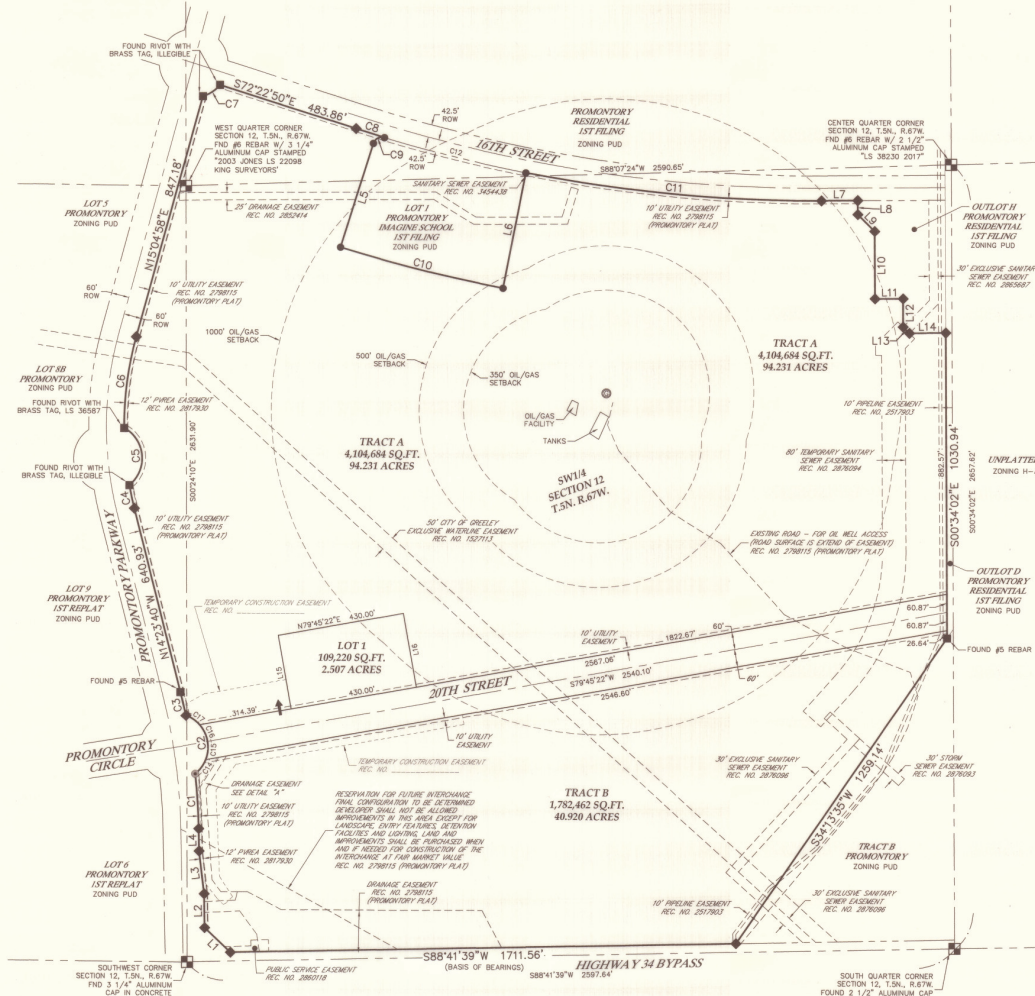 FOUND RIVOT WITH
BRASS TAG, ILLEGIBLE
C7
S72°22'50"E 483.86'
C8
C9
42.5'
ROW
42.5'
ROW
C12
16TH STREET
PROMONTORY
RESIDENTIAL
1ST FILING
ZONING PUD
CENTER QUARTER CORNER
SECTION 12, T.5N., R.67W.
FND #6 REBAR W/ 2 1/2"
ALUMINUM CAP STAMPED
"LS 38230 2017"
WEST QUARTER CORNER
SECTION 12, T.5N., R.67W.
FND #6 REBAR W/ 3 1/4"
ALUMINUM CAP STAMPED
"2003 JONES LS 22098
KING SURVEYORS'
S88°07'24"W 2590.65'
N15°04'58"E 847.18'
LOT 5
PROMONTORY
ZONING PUD
25' DRAINAGE EASEMENT
REC. NO. 2852414
SANITARY SEWER EASEMENT
REC. NO. 3454438
L5
LOT 1
PROMONTORY
IMAGINE SCHOOL
1ST FILING
ZONING PUD
L6
C10
C11
10' UTILITY EASEMENT
REC. NO. 2798115
(PROMONTORY PLAT)
L7
L8
L9
L10
L11
L12
L13
L14
OUTLOT H
PROMONTORY
RESIDENTIAL
1ST FILING
ZONING PUD
30' EXCLUSIVE SANITAR
SEWER EASEMENT
REC. NO. 2865687
10' UTILITY EASEMENT
REC. NO. 2798115
(PROMONTORY PLAT)
60'
ROW
60'
ROW
1000' OIL/GAS
SETBACK
500' OIL/GAS
SETBACK
350' OIL/GAS
SETBACK
OIL/GAS
FACILITY
TANKS
TRACT A
4,104,684 SQ.FT.
94.231 ACRES
LOT 8B
PROMONTORY
ZONING PUD
C6
12' PVREA EASEMENT
REC. NO. 2817930
FOUND RIVOT WITH
BRASS TAG, LS 36587
C5
S00°24'10"E 2631.90'
FOUND RIVOT WITH
BRASS TAG, ILLEGIBLE
C4
TRACT A
4,104,684 SQ.FT.
94.231 ACRES
SW1/4
SECTION 12
T.5N. R.67W.
10' PIPELINE EASEMENT
REC. NO. 2517903
80' TEMPORARY SANITARY
SEWER EASEMENT
REC. NO. 2876094
882.57'
S00°34'02"E 1030.94'
S00°34'02"E 2657.62'
UNPLATTE
ZONING H-
10' UTILITY EASEMENT
REC. NO. 2798115
(PROMONTORY PLAT)
50' CITY OF GREELEY
EXCLUSIVE WATERLINE EASEMENT
REC. NO. 1527113
EXISTING ROAD - FOR OIL WELL ACCESS
(ROAD SURFACE IS EXTEND OF EASEMENT)
REC. NO. 2798115 (PROMONTORY PLAT)
OUTLOT D
PROMONTORY
RESIDENTIAL
1ST FILING
ZONING PUD
PROMONTORY PARKWAY
N14°23'40"W 640.93'
LOT 9
PROMONTORY
1ST REPLAT
ZONING PUD
TEMPORARY CONSTRUCTION EASEMENT
REC. NO.
N79°45'22"E 430.00'
LOT 1
109,220 SQ.FT.
2.507 ACRES
L15
L16
430.00'
10' UTILITY
EASEMENT
1822.67'
60'
60'
60.87'
60.87'
26.64'
2567.06'
S79°45'22"W 2540.10'
2546.60'
20TH STREET
FOUND #5 REBAR
FOUND #5 REBAR
C3
C17
314.39'
C2
C16
C15
C14
PROMONTORY
CIRCLE
10' UTILITY
EASEMENT
TEMPORARY CONSTRUCTION EASEMENT
REC. NO.
DRAINAGE EASEMENT
SEE DETAIL "A"
C1
10' UTILITY EASEMENT
REC. NO. 2798115
(PROMONTORY PLAT)
RESERVATION FOR FUTURE INTERCHANGE
FINAL CONFIGURATION TO BE DETERMINED
DEVELOPER SHALL NOT BE ALLOWED
IMPROVEMENTS IN THIS AREA EXCEPT FOR
LANDSCAPE, ENTRY FEATURES, DETENTION
FACILITIES AND LIGHTING, LAND AND
IMPROVEMENTS SHALL BE PURCHASED WHEN
AND IF NEEDED FOR CONSTRUCTION OF THE
INTERCHANGE AT FAIR MARKET VALUE
REC. NO. 2798115 (PROMONTORY PLAT)
TRACT B
1,782,462 SQ.FT.
40.920 ACRES
30' EXCLUSIVE SANITARY
SEWER EASEMENT
REC. NO. 2876096
30' STORM
SEWER EASEMENT
REC. NO. 2876093
S34°13'35"W 1259.14'
L4
12' PVREA EASEMENT
REC. NO. 2817930
L3
L2
L1
LOT 6
PROMONTORY
1ST REPLAT
ZONING PUD
DRAINAGE EASEMENT
REC. NO. 2798115
(PROMONTORY PLAT)
TRACT B
PROMONTORY
ZONING PUD
10' PIPELINE EASEMENT
REC. NO. 2517903
30' EXCLUSIVE SANITARY
SEWER EASEMENT
REC. NO. 2876096
S88°41'39"W 1711.56'
(BASIS OF BEARINGS)
S88°41'39"W 2597.64'
HIGHWAY 34 BYPASS
PUBLIC SERVICE EASEMENT
REC. NO. 2860118
SOUTHWEST CORNER
SECTION 12, T.5N., R.67W.
FND 3 1/4" ALUMINUM
CAP IN CONCRETE
SOUTH QUARTER CORNER
SECTION 12, T.5N., R.67W.
FOUND 2 1/2" ALUMINUM CAP